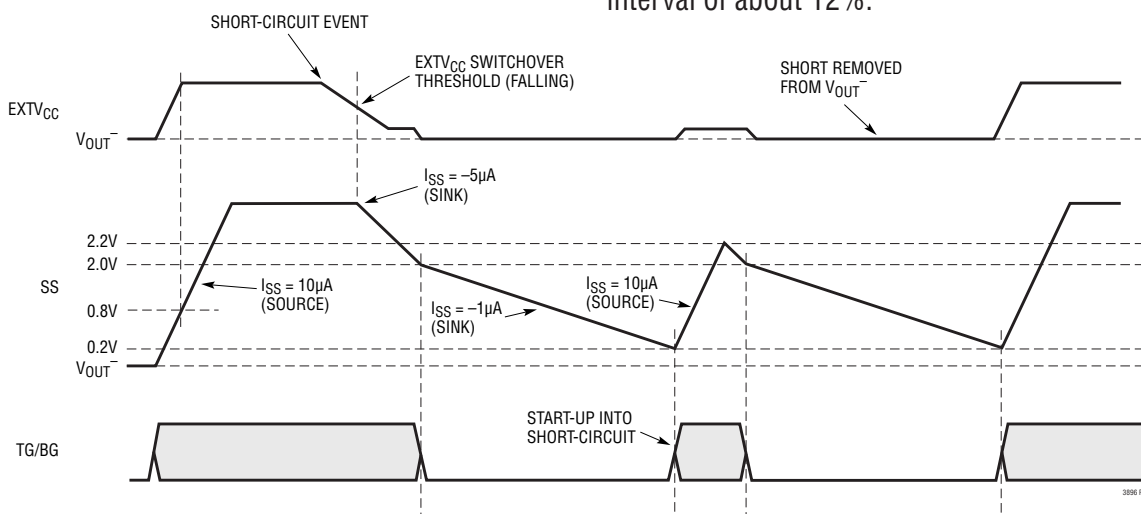 interval of about 12%.
SHORT-CIRCUIT EVENT
EXTVCC SWITCHOVER
THRESHOLD (FALLING)
SHORT REMOVED
FROM VOUT–
EXTVCC
VOUT–
ISS = –5µA
(SINK)
2.2V
2.0V
SS
ISS = 10µA
(SOURCE)
ISS = 10µA
(SOURCE)
0.8V
ISS = –1µA
(SINK)
0.2V
VOUT–
START-UP INTO
SHORT-CIRCUIT
TG/BG
3896 F